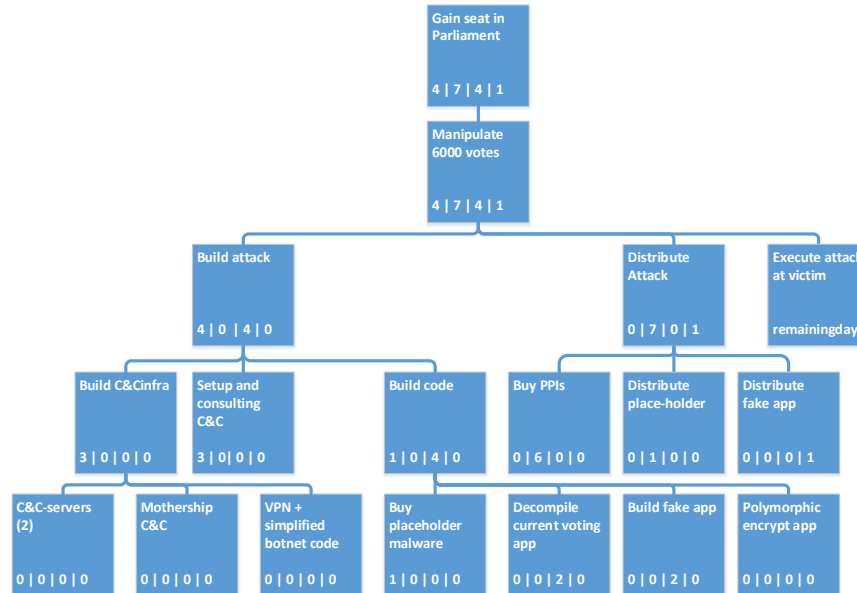 Gain seat in
Parliament
4 | 7 | 4 | 1
Manipulate
6000 votes
4 | 7 | 4 | 1
Build attack
4 | 0 | 4 | 0
Distribute
Attack
0 | 7 | 0 | 1
Execute attack
at victim
remainingday
Build C&Cinfra
3 | 0 | 0 | 0
Setup and
consulting
C&C
3 | 0| 0 | 0
Build code
1 | 0 | 4 | 0
Buy PPIs
0 | 6 | 0 | 0
Distribute
place-holder
0 | 1 | 0 | 0
Distribute
fake app
0 | 0 | 0 | 1
C&C-servers
(2)
0 | 0 | 0 | 0
Mothership
C&C
0 | 0 | 0 | 0
VPN +
simplified
botnet code
0 | 0 | 0 | 0
Buy
placeholder
malware
1 | 0 | 0 | 0
Decompile
current voting
app
0 | 0 | 2 | 0
Build fake app
0 | 0 | 2 | 0
Polymorphic
encrypt app
0 | 0 | 0 | 0